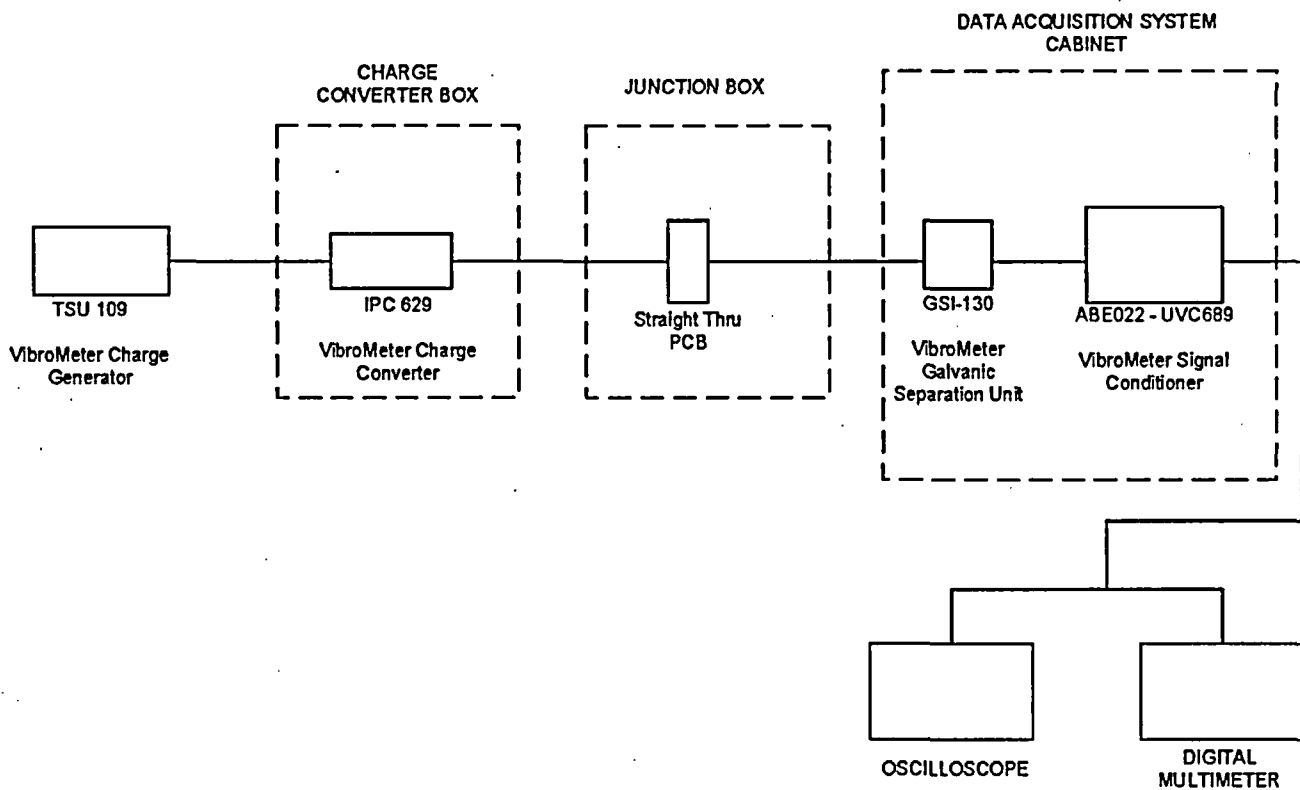 DATA ACQUISITION SYSTEM
CABINET
CHARGE
CONVERTER BOX
JUNCTION BOX
TSU 109
VibroMeter Charge
Generator
IPC 629
VibroMeter Charge
Converter
Straight Thru
PCB
GSI-130
VibroMeter
Galvanic
Separation Unit
ABE022 - UVC689
VibroMeter Signal
Conditioner
OSCILLOSCOPE
DIGITAL
MULTIMETER